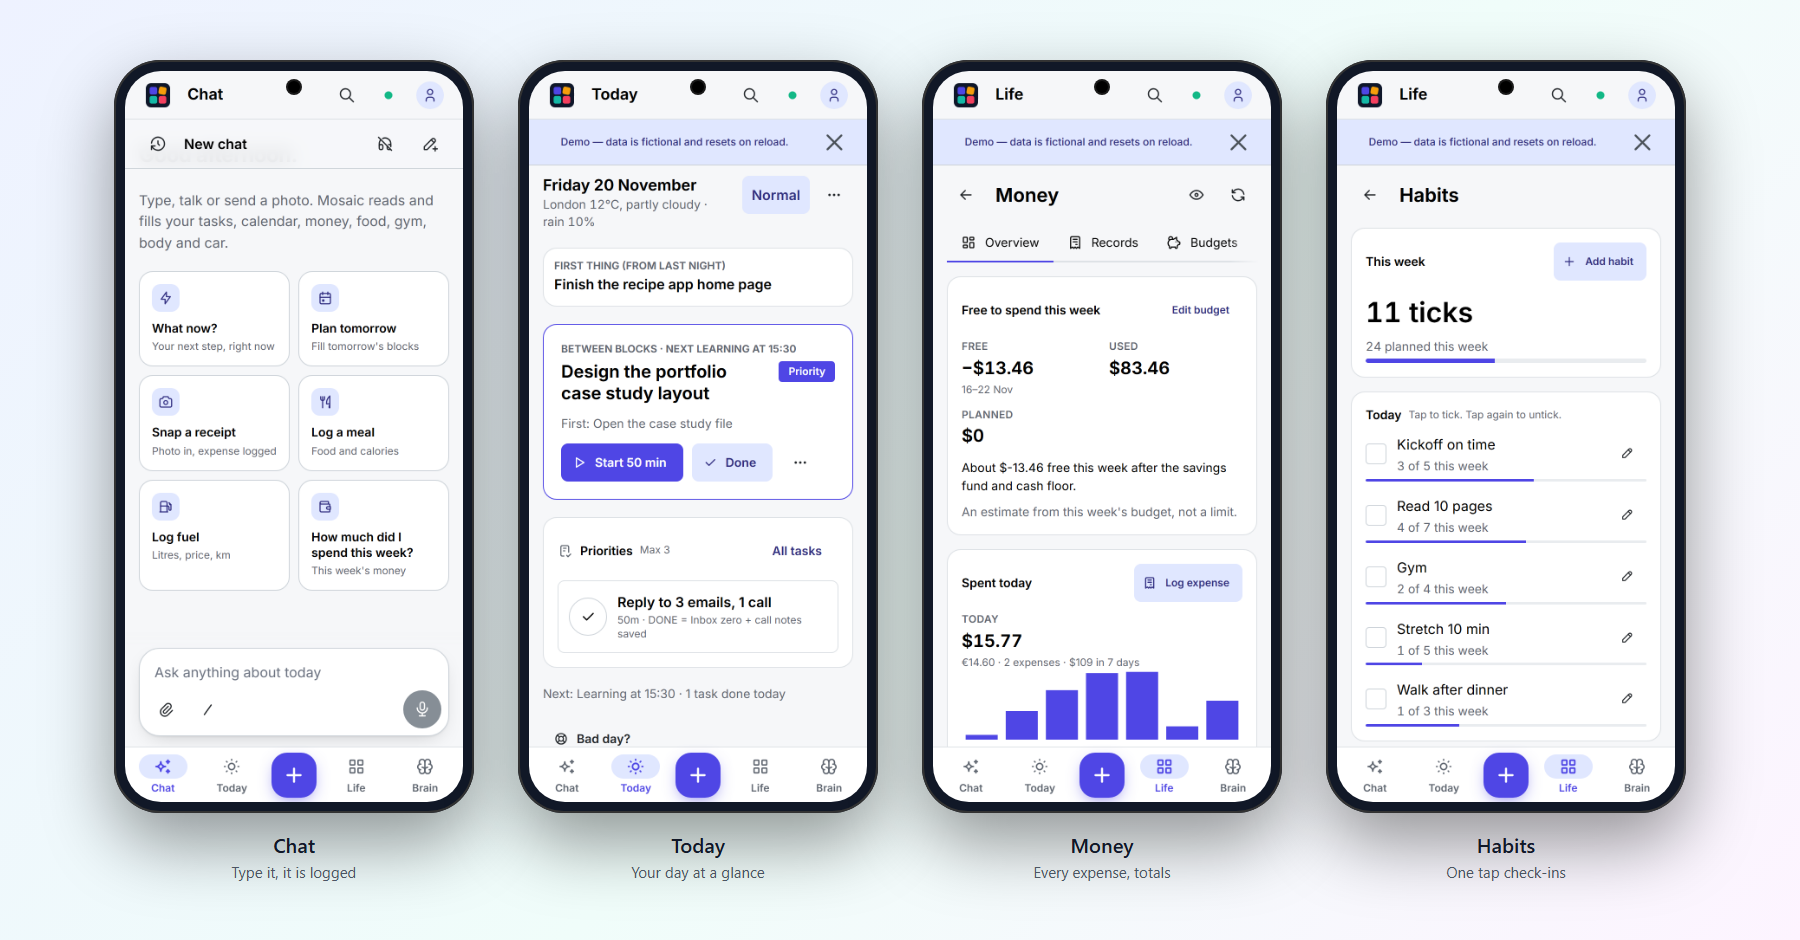 Chat
New chat
Type, talk or send a photo. Mosaic reads and
fills your tasks, calendar, money, food, gym,
body and car.
What now?
Your next step, right now
Plan tomorrow
Fill tomorrow's blocks
Snap a receipt
Photo in, expense logged
Log a meal
Food and calories
Log fuel
Litres, price, km
How much did I
spend this week?
This week's money
Ask anything about today
Chat
Today
Life
Brain
Chat
Type it, it is logged
Today
Demo — data is fictional and resets on reload.
Friday 20 November
London 12°C, partly cloudy ·
rain 10%
Normal
FIRST THING (FROM LAST NIGHT)
Finish the recipe app home page
BETWEEN BLOCKS · NEXT LEARNING AT 15:30
Design the portfolio
case study layout
Priority
First: Open the case study file
Start 50 min
Done
Priorities
Max 3
All tasks
Reply to 3 emails, 1 call
50m · DONE = Inbox zero + call notes
saved
Next: Learning at 15:30 · 1 task done today
Bad day?
Chat
Today
Life
Brain
Today
Your day at a glance
Life
Demo — data is fictional and resets on reload.
Money
Overview
Records
Budgets
Free to spend this week
Edit budget
FREE
−$13.46
16–22 Nov
USED
$83.46
PLANNED
$0
About $-13.46 free this week after the savings
fund and cash floor.
An estimate from this week's budget, not a limit.
Spent today
Log expense
TODAY
$15.77
€14.60 · 2 expenses · $109 in 7 days
Chat
Today
Life
Brain
Money
Every expense, totals
Life
Demo — data is fictional and resets on reload.
Habits
This week
Add habit
11 ticks
24 planned this week
Today
Tap to tick. Tap again to untick.
Kickoff on time
3 of 5 this week
Read 10 pages
4 of 7 this week
Gym
2 of 4 this week
Stretch 10 min
1 of 5 this week
Walk after dinner
1 of 3 this week
Chat
Today
Life
Brain
Habits
One tap check-ins